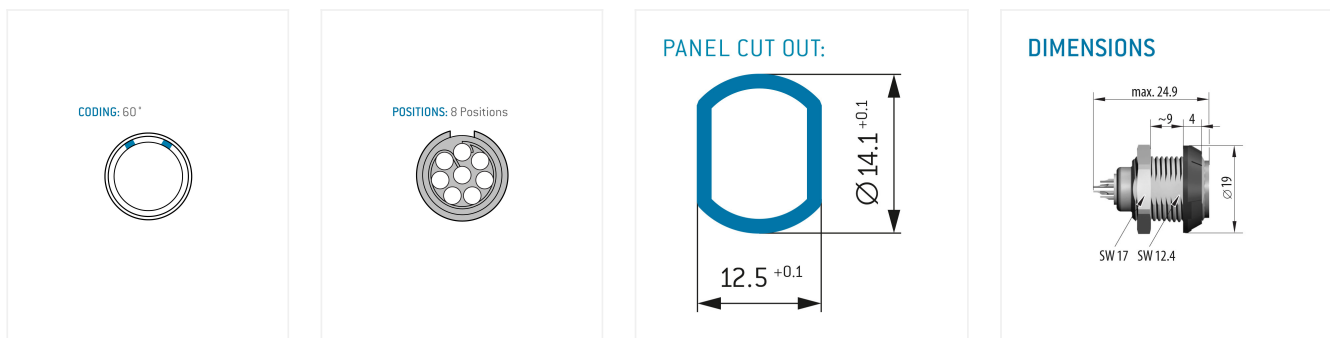 CODING: 60°
POSITIONS: 8 Positions
PANEL CUT OUT:
Ø14.1 +0.1
12.5 +0.1
DIMENSIONS
max. 24.9
~9 4
Ø19
SW 17 SW 12.4